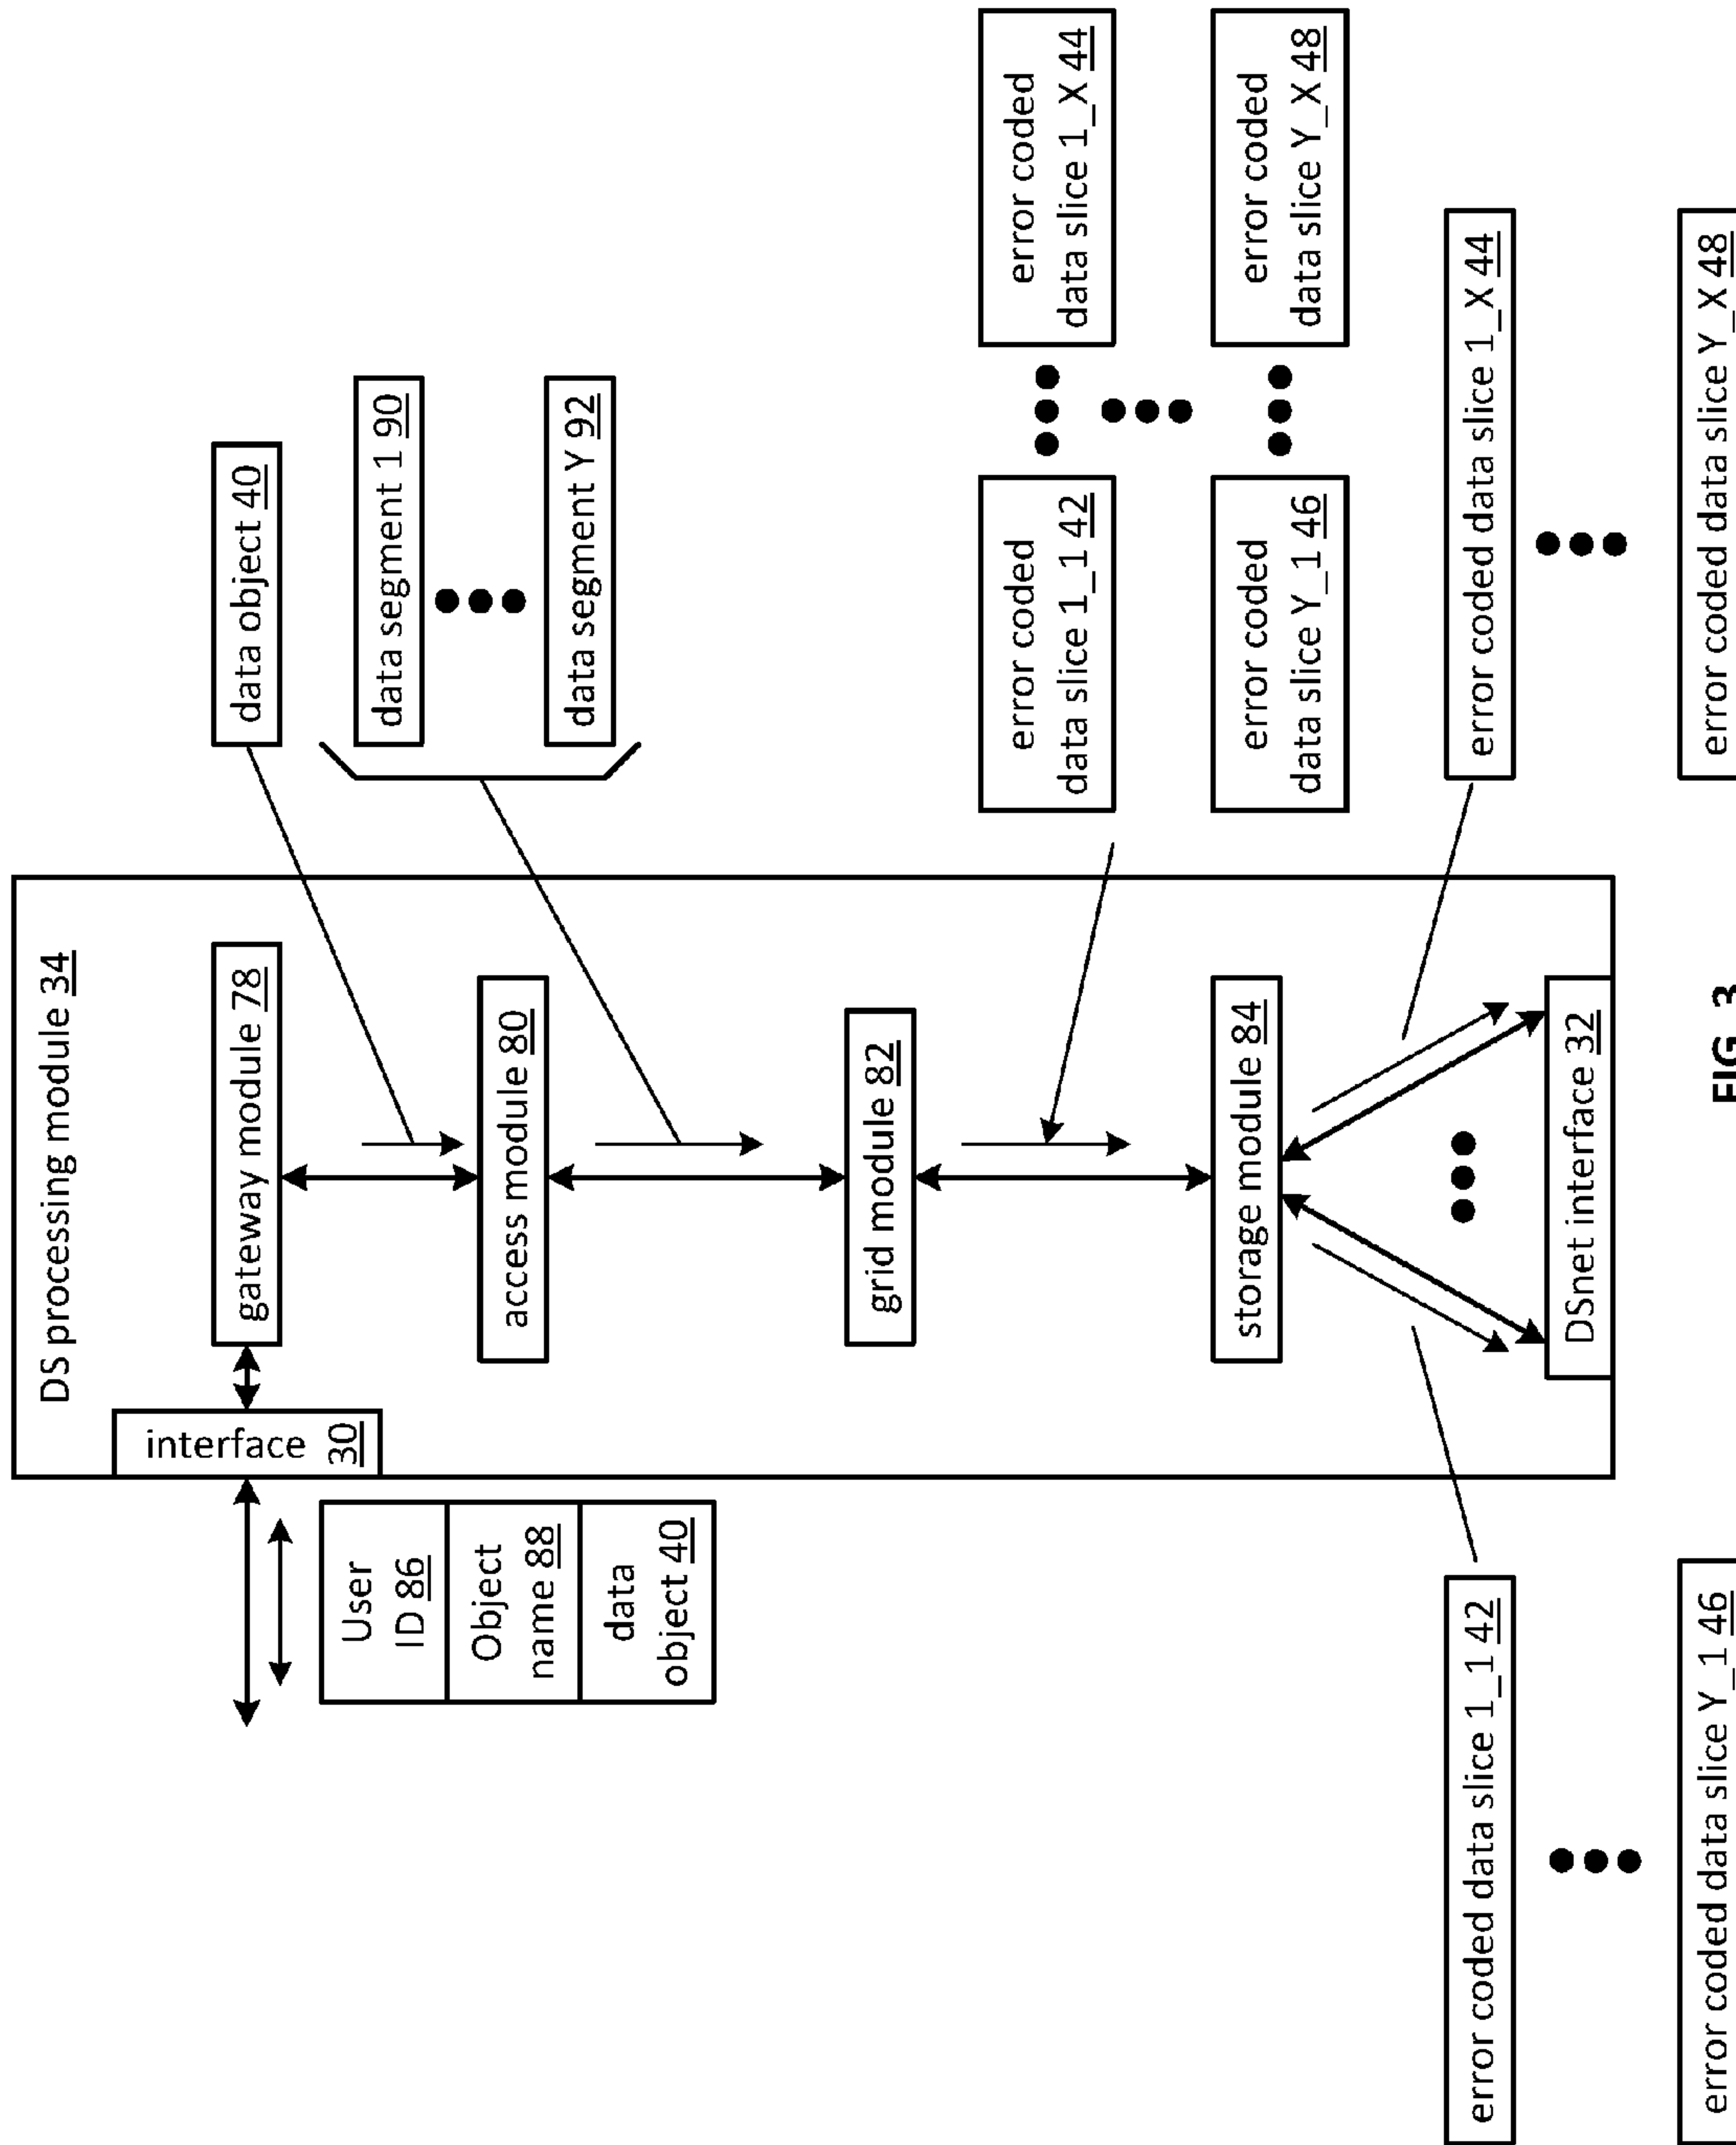 DS processing module 34
interface 30
gateway module 78
data object 40
User
ID 86
Object
name 88
data
object 40
data segment 1 90
data segment Y 92
access module 80
grid module 82
error coded
data slice 1_1 42
error coded
data slice 1_X 44
error coded
data slice Y_1 46
error coded
data slice Y_X 48
storage module 84
error coded data slice 1_1 42
error coded data slice 1_X 44
DSnet interface 32
error coded data slice Y_1 46
error coded data slice Y_X 48
FIG. 3